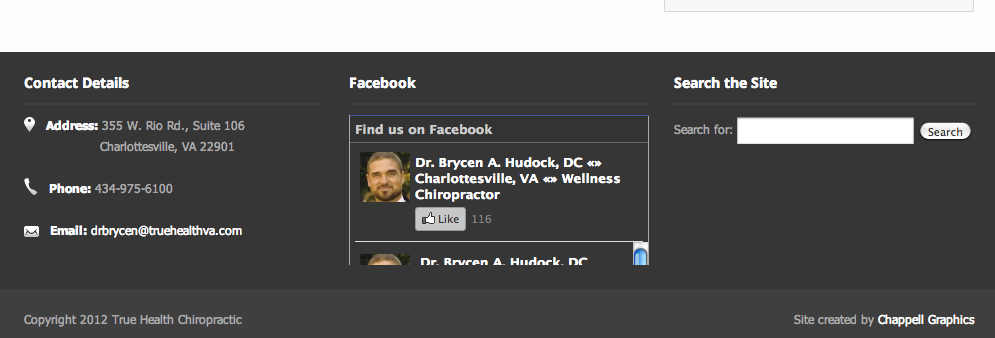 Contact Details
Address: 355 W. Rio Rd., Suite 106
Charlottesville, VA 22901
Phone: 434-975-6100
Email: drbrycen@truehealthva.com
Facebook
Find us on Facebook
Dr. Brycen A. Hudock, DC «»
Charlottesville, VA «» Wellness
Chiropractor
Like 116
Dr. Brycen A. Hudock, DC
Search the Site
Search for: Search
Copyright 2012 True Health Chiropractic
Site created by Chappell Graphics